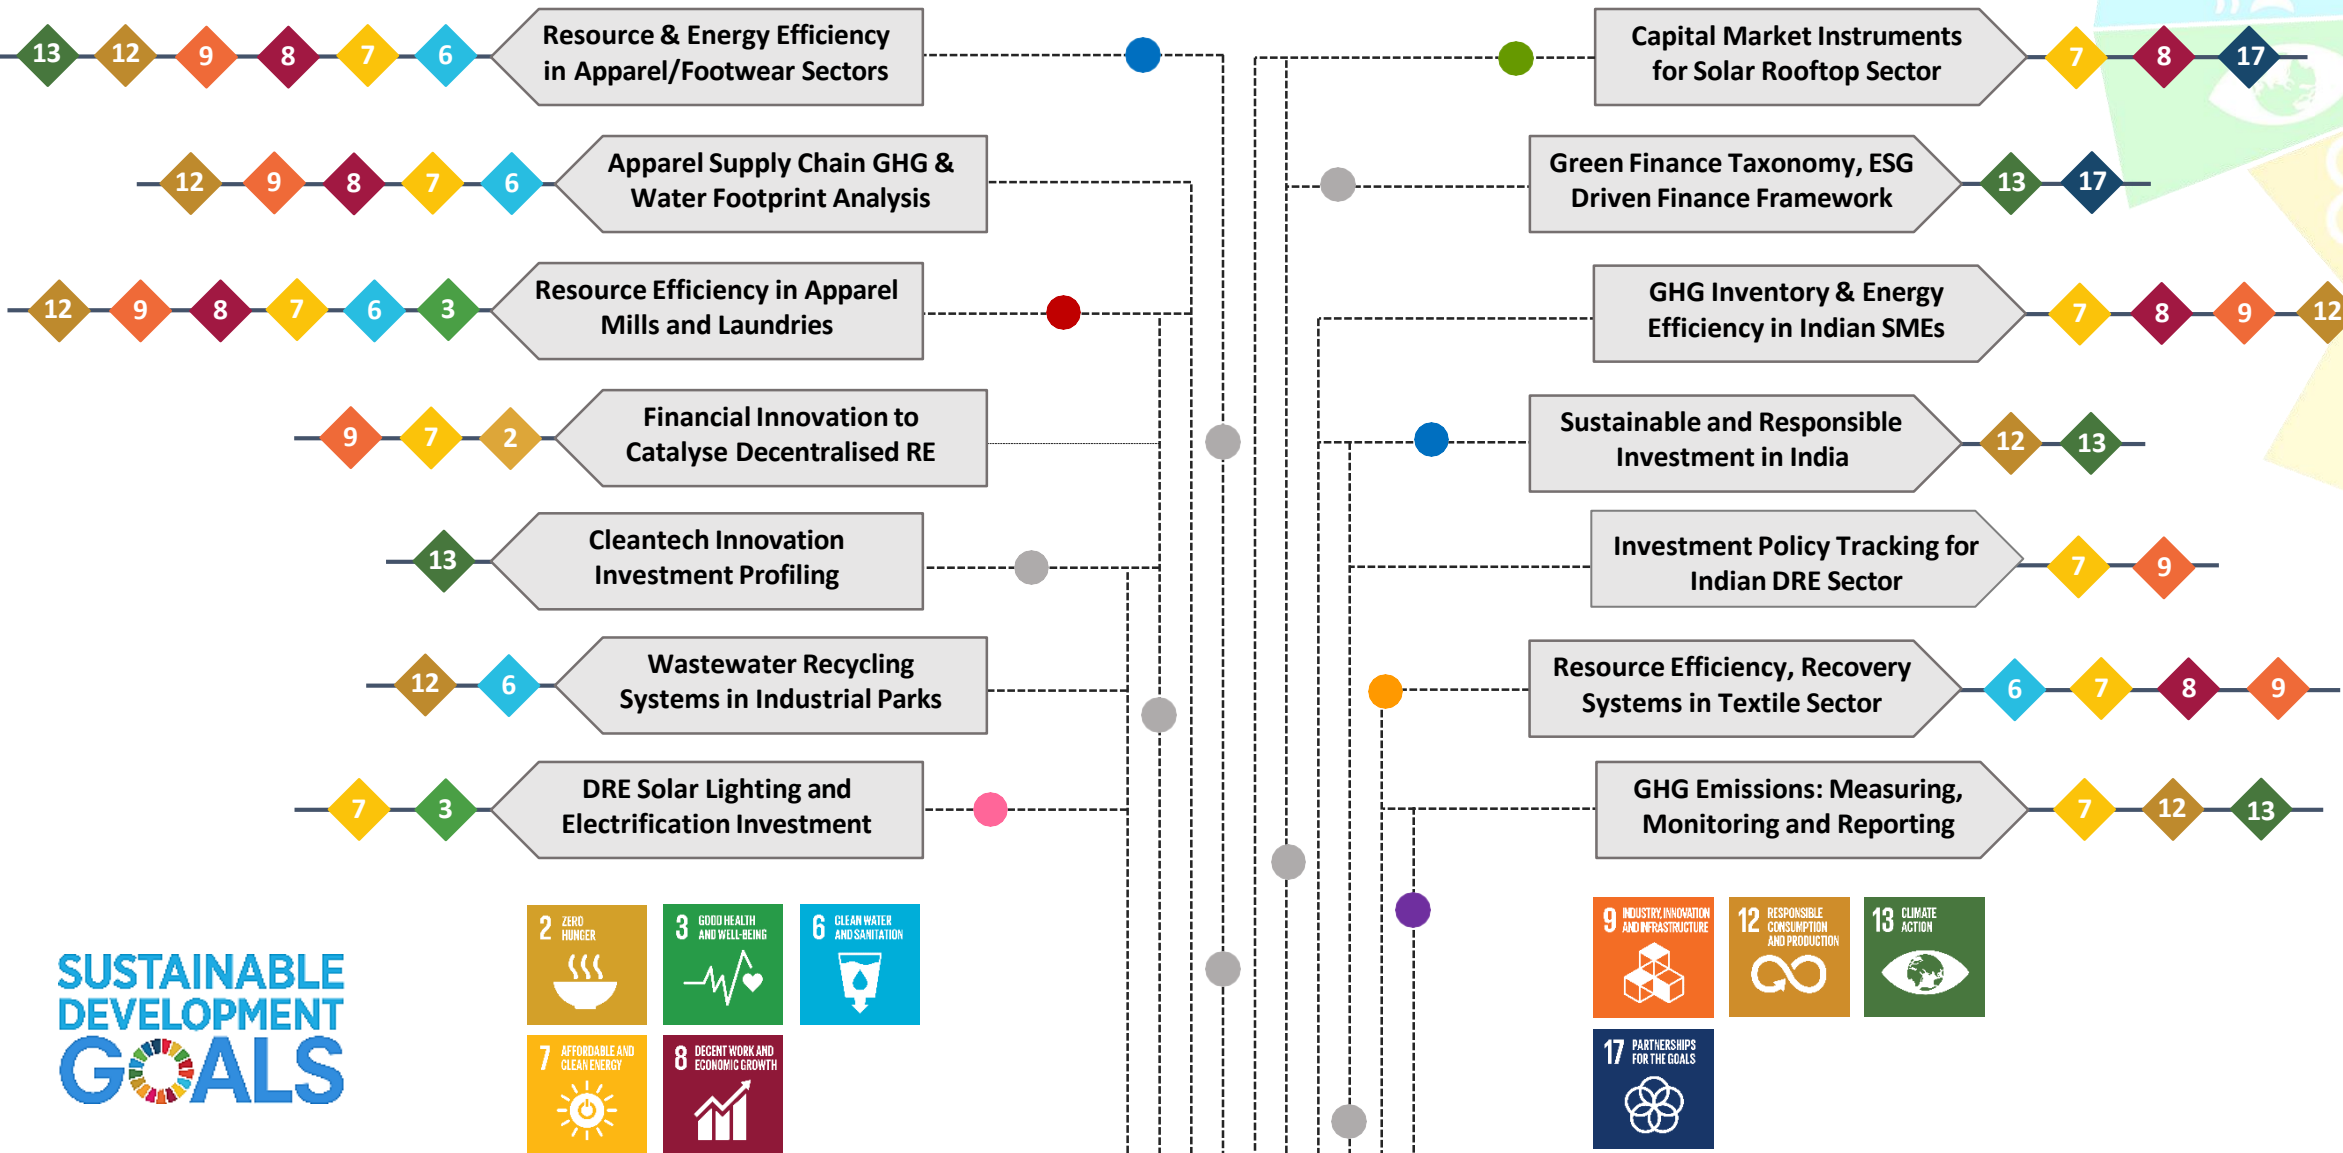 13 12 9 8 7 6
Resource & Energy Efficiency
in Apparel/Footwear Sectors
12 9 8 7 6
Apparel Supply Chain GHG &
Water Footprint Analysis
12 9 8 7 6 3
Resource Efficiency in Apparel
Mills and Laundries
9 7 2
Financial Innovation to
Catalyse Decentralised RE
13
Cleantech Innovation
Investment Profiling
12 6
Wastewater Recycling
Systems in Industrial Parks
7 3
DRE Solar Lighting and
Electrification Investment
Capital Market Instruments
for Solar Rooftop Sector
7 8 17
Green Finance Taxonomy, ESG
Driven Finance Framework
13 17
GHG Inventory & Energy
Efficiency in Indian SMEs
7 8 9 12
Sustainable and Responsible
Investment in India
12 13
Investment Policy Tracking for
Indian DRE Sector
7 9
Resource Efficiency, Recovery
Systems in Textile Sector
6 7 8 9
GHG Emissions: Measuring,
Monitoring and Reporting
7 12 13
SUSTAINABLE
DEVELOPMENT
GOALS
2 ZERO
HUNGER
3 GOOD HEALTH
AND WELL-BEING
6 CLEAN WATER
AND SANITATION
7 AFFORDABLE AND
CLEAN ENERGY
8 DECENT WORK AND
ECONOMIC GROWTH
9 INDUSTRY, INNOVATION
AND INFRASTRUCTURE
12 RESPONSIBLE
CONSUMPTION
AND PRODUCTION
13 CLIMATE
ACTION
17 PARTNERSHIPS
FOR THE GOALS